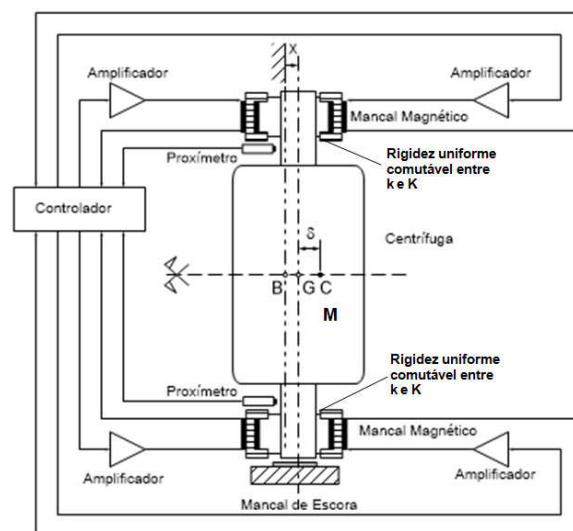 X
Amplificador
Amplificador
Mancal Magnético
Proxímetro
Rigidez uniforme
comutável entre
k e K
Controlador
Centrífuga
δ
B
G
C
M
Rigidez uniforme
comutável entre
k e K
Proxímetro
Mancal Magnético
Amplificador
Amplificador
Mancal de Escora